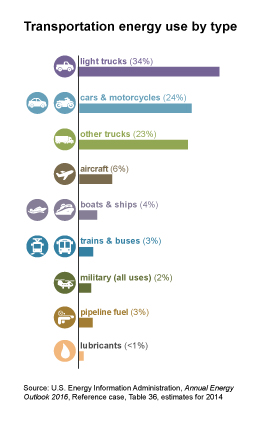 Transportation energy use by type
light trucks (34%)
cars & motorcycles (24%)
other trucks (23%)
aircraft (6%)
boats & ships (4%)
trains & buses (3%)
military (all uses) (2%)
pipeline fuel (3%)
lubricants (<1%)
Source: U.S. Energy Information Administration, Annual Energy
Outlook 2016, Reference case, Table 36, estimates for 2014